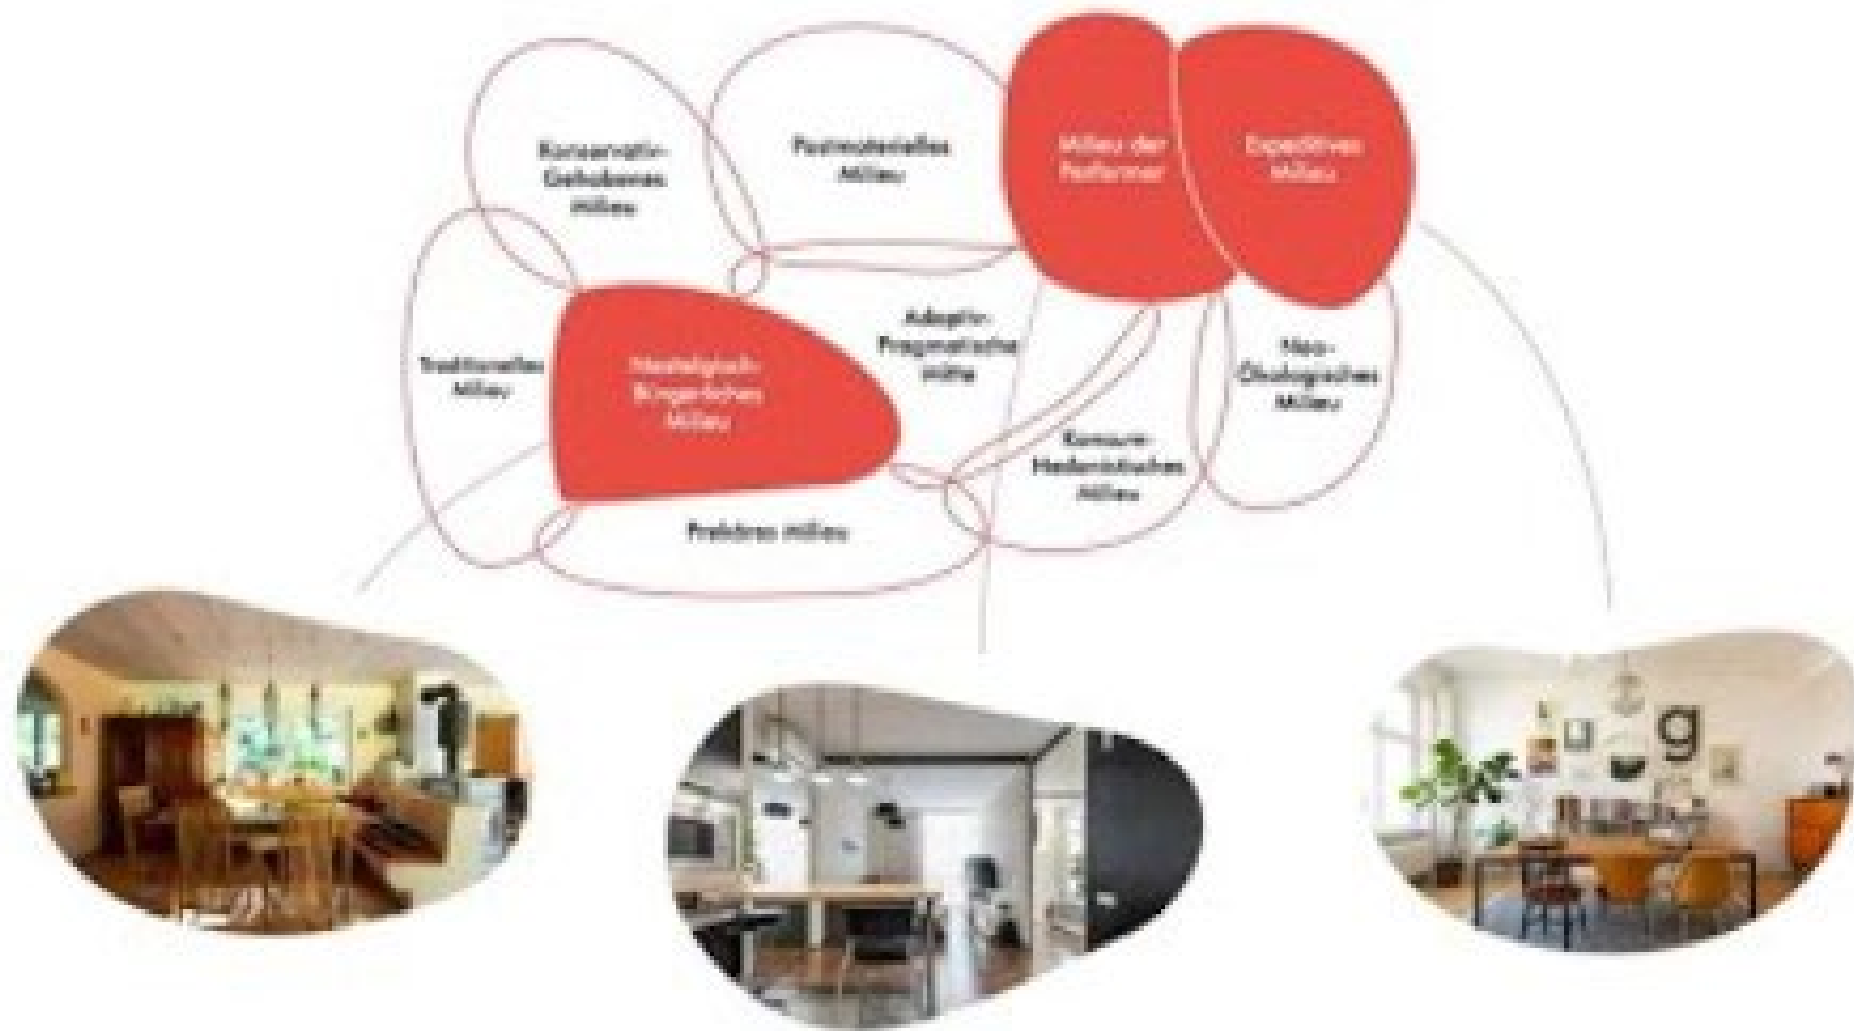 Konservativ-
Gehobenes
Milieu
Postmaterielles
Milieu
Milieu der
Performer
Expeditives
Milieu
Traditionelles
Milieu
Nostalgisch-
Bürgerliches
Milieu
Adaptiv-
Pragmatische
Mitte
Neo-
Ökologisches
Milieu
Konsum-
Hedonistisches
Milieu
Prekäres Milieu
g